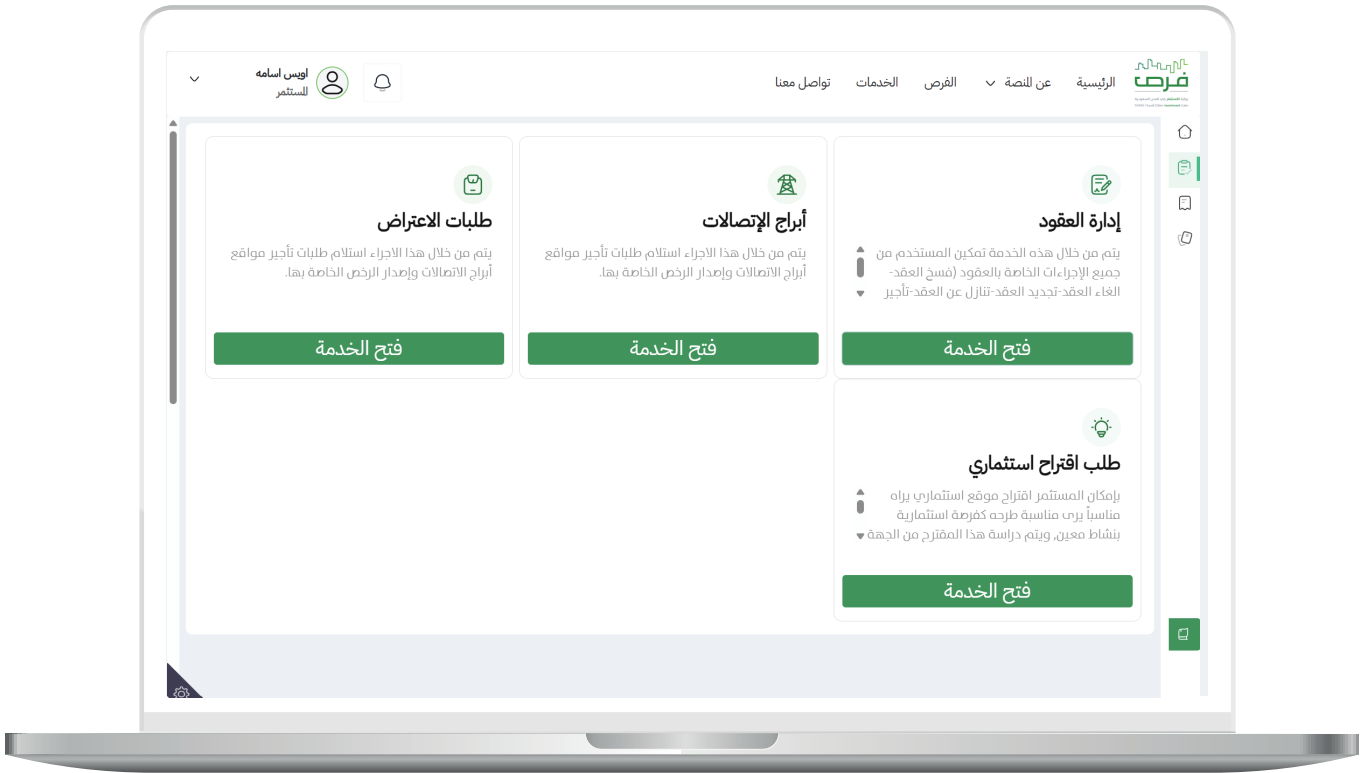 فرص
الرئيسية
عن المنصة
الفرص
الخدمات
تواصل معنا
اويس اسامه
المستثمر
إدارة العقود
يتم من خلال هذه الخدمة تمكين المستخدم من
جميع الإجراءات الخاصة بالعقود (فسخ العقد-
الغاء العقد-تجديد العقد-تنازل عن العقد-تأجير
فتح الخدمة
أبراج الإتصالات
يتم من خلال هذا الاجراء استلام طلبات تأجير مواقع
أبراج الاتصالات وإصدار الرخص الخاصة بها.
فتح الخدمة
طلبات الاعتراض
يتم من خلال هذا الاجراء استلام طلبات تأجير مواقع
أبراج الاتصالات وإصدار الرخص الخاصة بها.
فتح الخدمة
طلب اقتراح استثماري
بإمكان المستثمر اقتراح موقع استثماري يراه
مناسباً يرى مناسبة طرحه كفرصة استثمارية
بنشاط معين, ويتم دراسة هذا المقترح من الجهة
فتح الخدمة